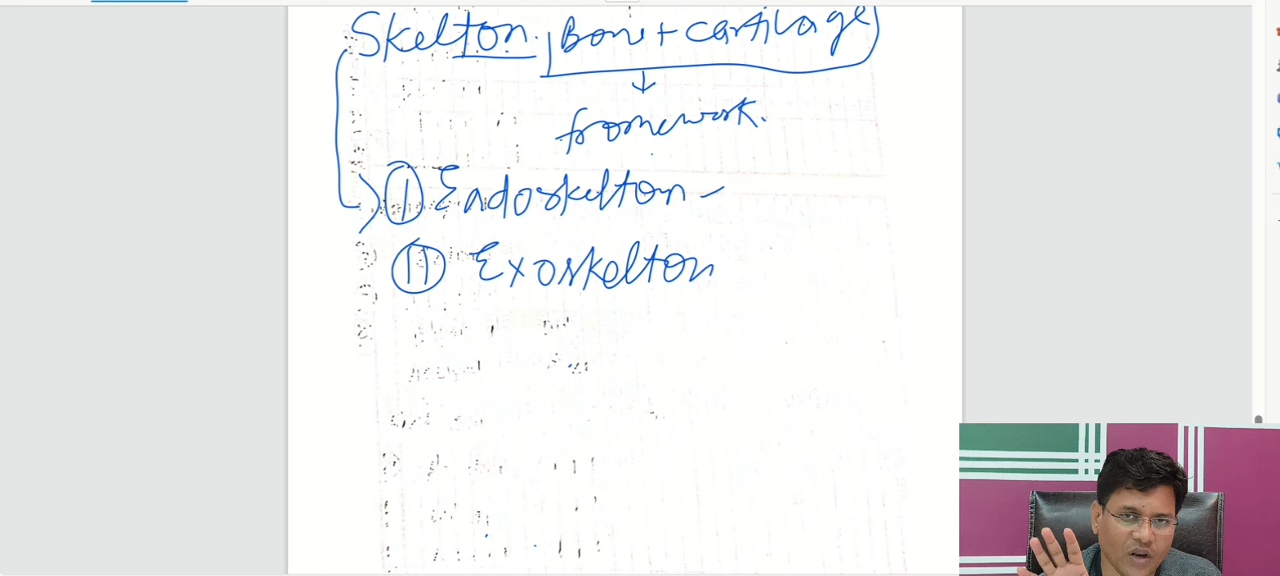 Skelton. (Bone + cartilage)
framework.
I Endoskelton -
II Exoskelton